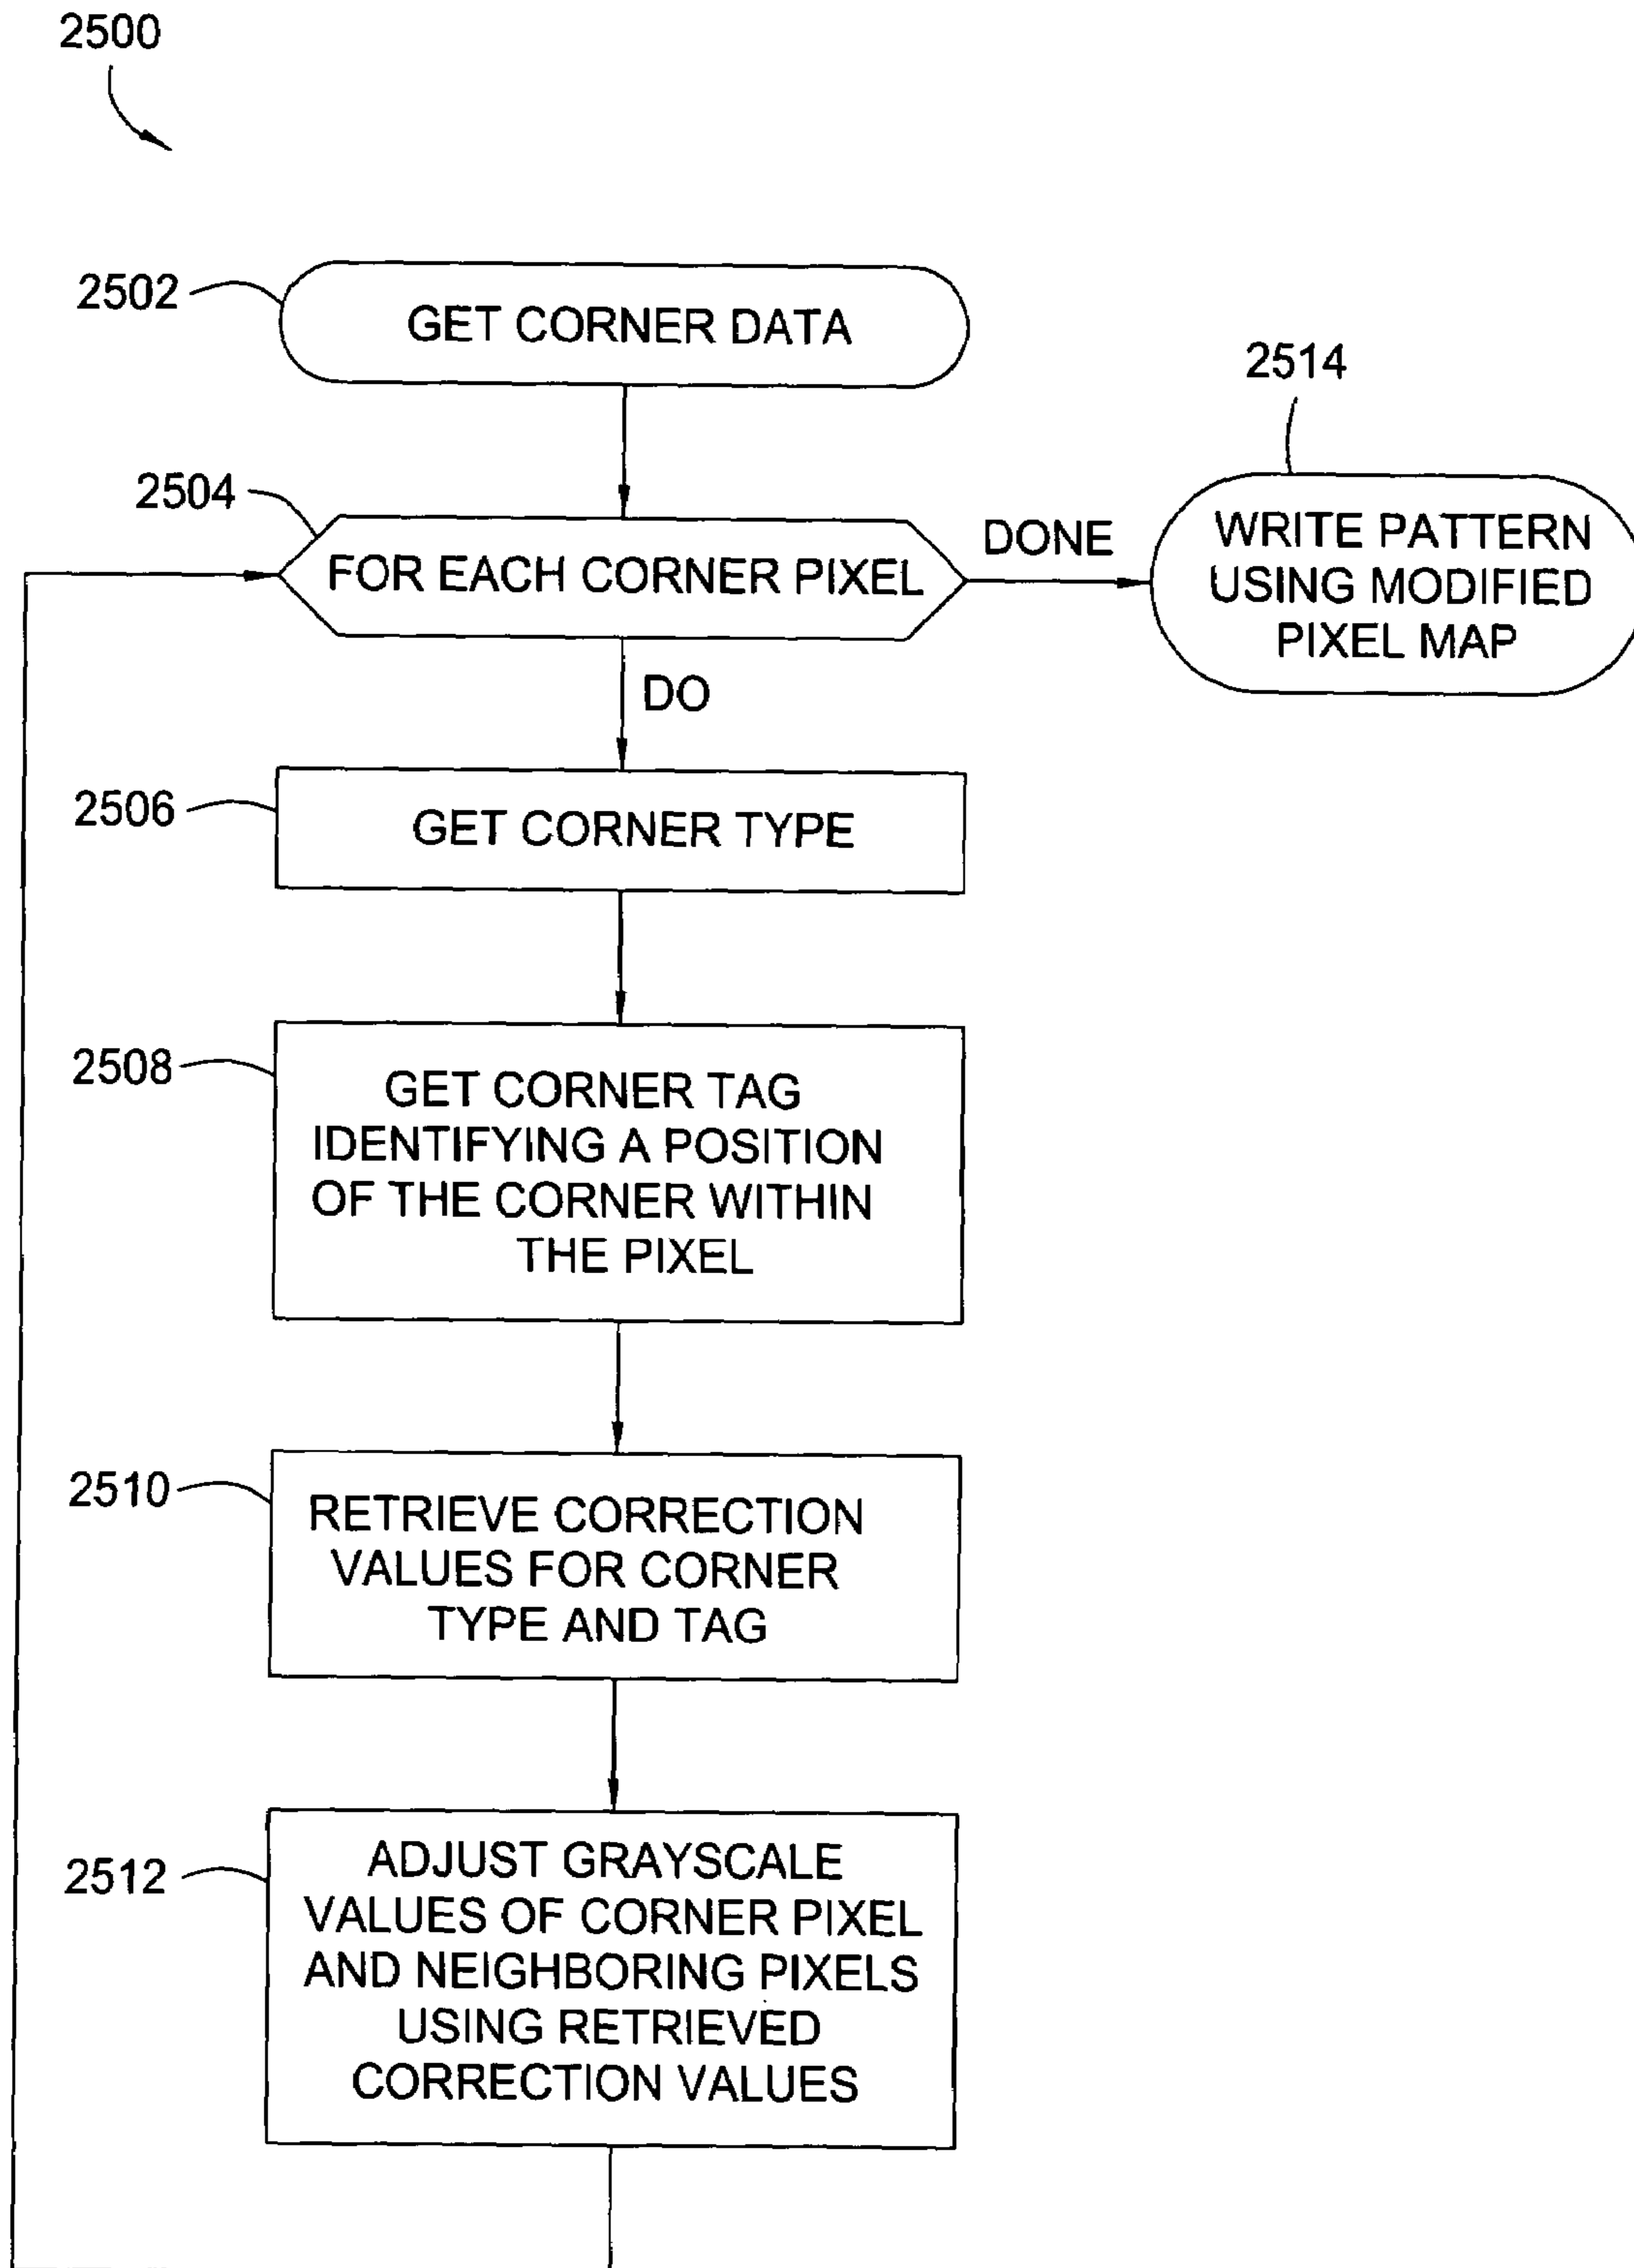 2500
2502
GET CORNER DATA
2514
2504
FOR EACH CORNER PIXEL
DONE
WRITE PATTERN
USING MODIFIED
PIXEL MAP
DO
2506
GET CORNER TYPE
2508
GET CORNER TAG
IDENTIFYING A POSITION
OF THE CORNER WITHIN
THE PIXEL
2510
RETRIEVE CORRECTION
VALUES FOR CORNER
TYPE AND TAG
2512
ADJUST GRAYSCALE
VALUES OF CORNER PIXEL
AND NEIGHBORING PIXELS
USING RETRIEVED
CORRECTION VALUES